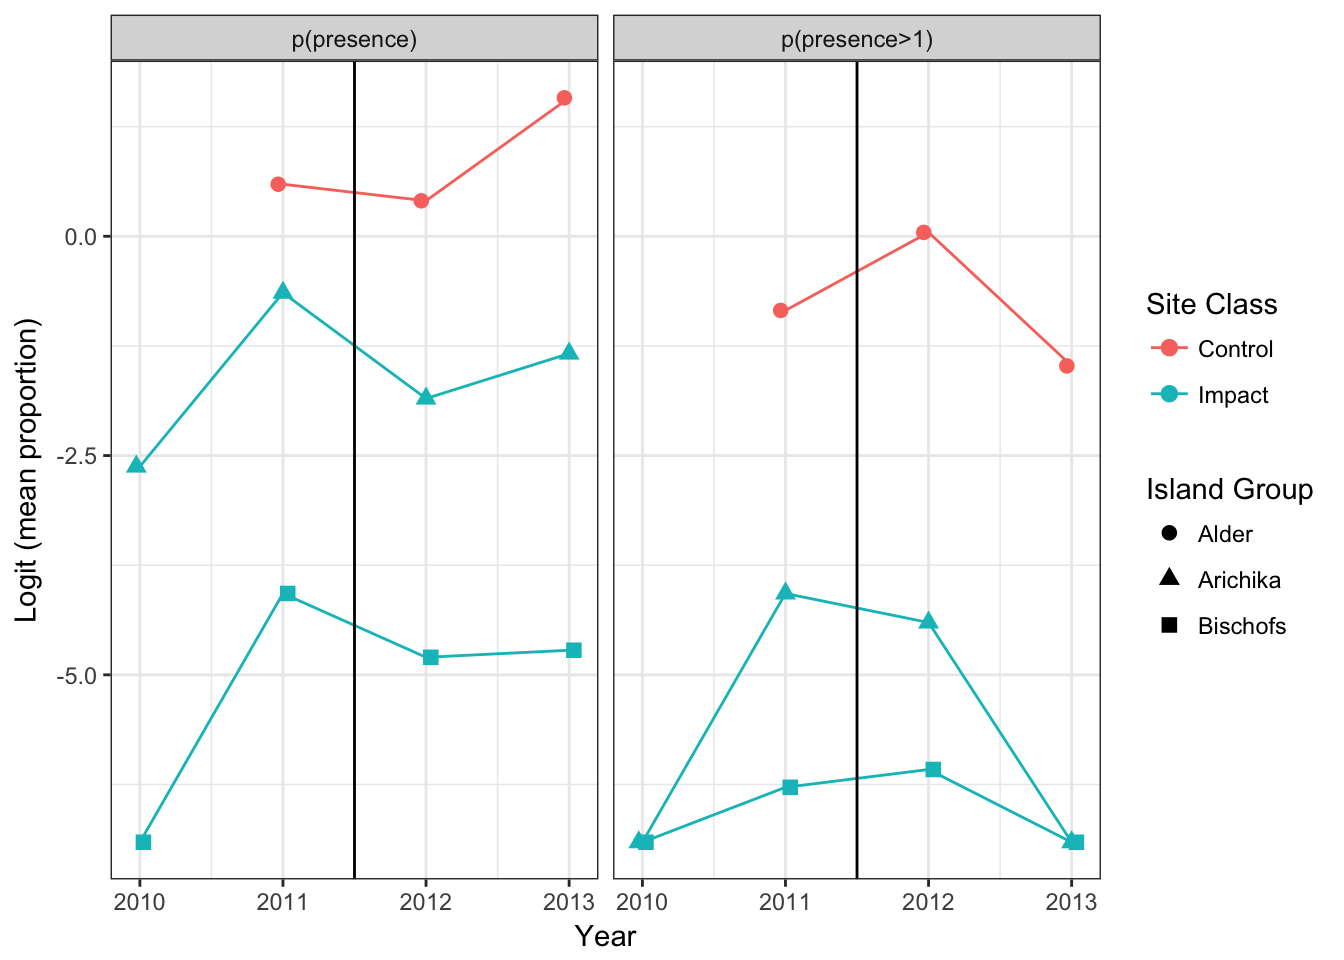 p(presence)
p(presence>1)
Logit (mean proportion)
0.0
-2.5
-5.0
2010 2011 2012 2013 2010 2011 2012 2013
Year
Site Class
Control
Impact
Island Group
Alder
Arichika
Bischofs